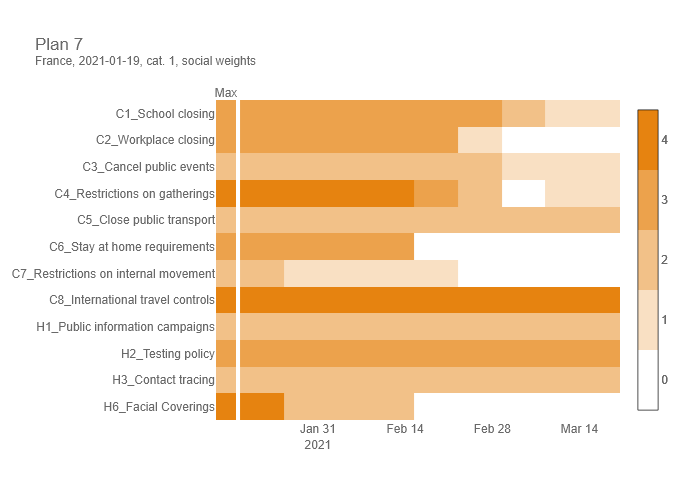 Plan 7
France, 2021-01-19, cat. 1, social weights
Max
C1_School closing
C2_Workplace closing
C3_Cancel public events
C4_Restrictions on gatherings
C5_Close public transport
C6_Stay at home requirements
C7_Restrictions on internal movement
C8_International travel controls
H1_Public information campaigns
H2_Testing policy
H3_Contact tracing
H6_Facial Coverings
Jan 31
2021
Feb 14
Feb 28
Mar 14
4
3
2
1
0